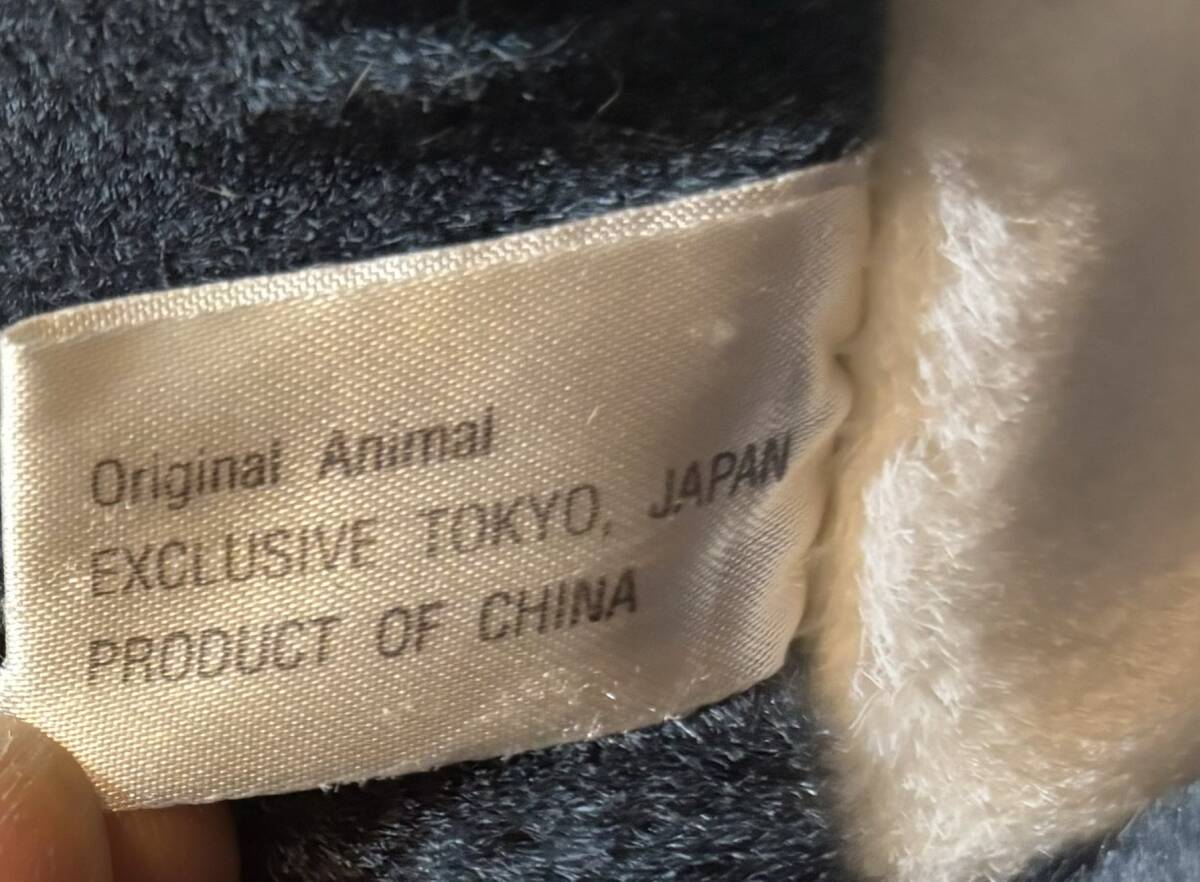 Original Animal
EXCLUSIVE TOKYO, JAPAN
PRODUCT OF CHINA